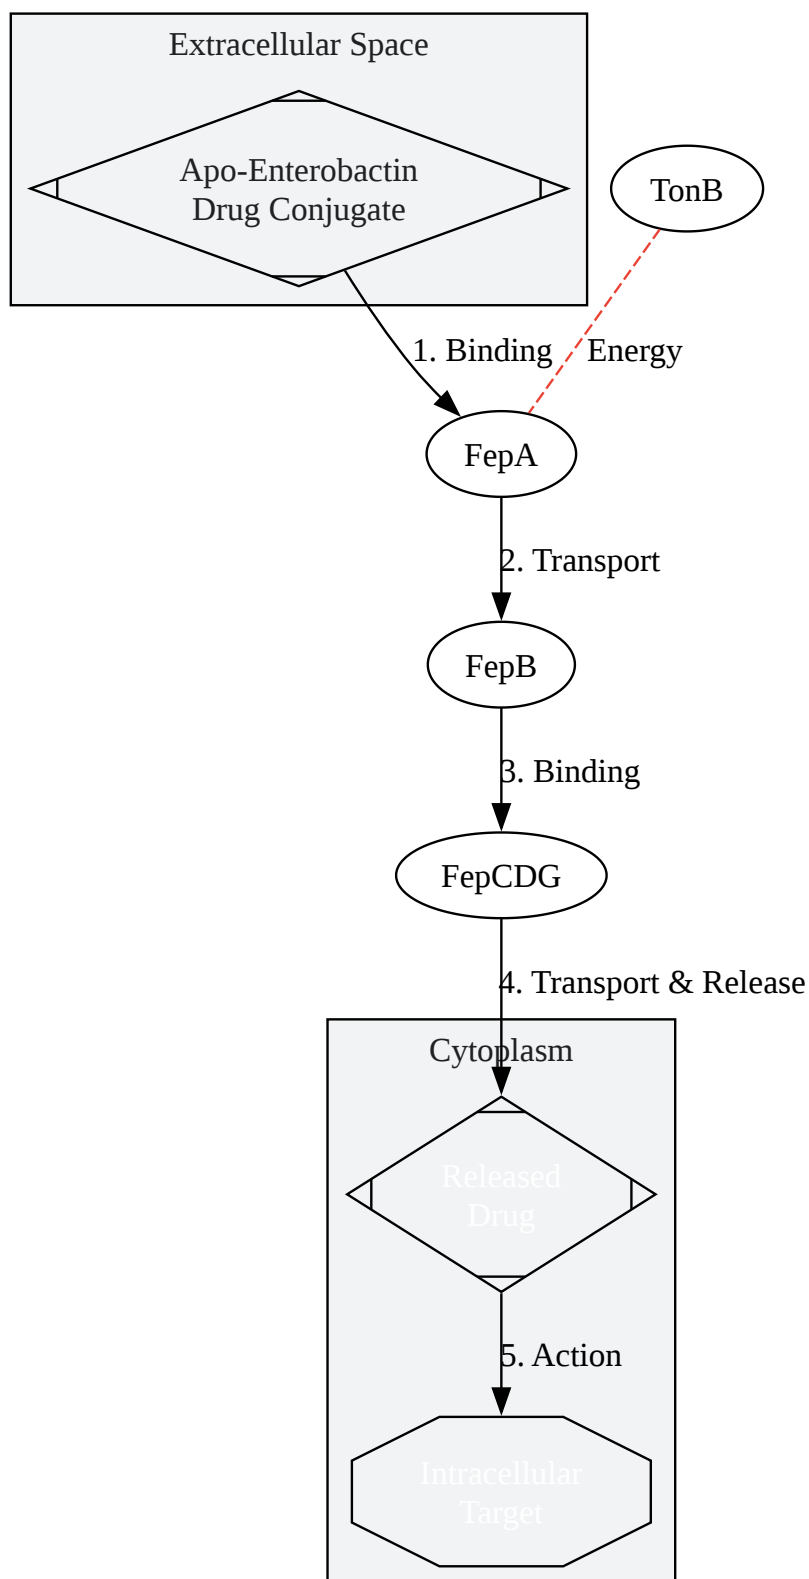 Extracellular Space
Apo-Enterobactin
Drug Conjugate
TonB
1. Binding
Energy
FepA
2. Transport
FepB
3. Binding
FepCDG
4. Transport & Release
Cytoplasm
Released
Drug
5. Action
Intracellular
Target